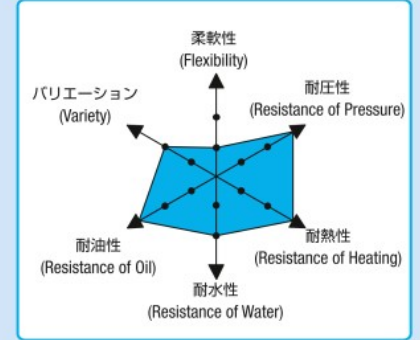 柔軟性
(Flexibility)
バリエーション
(Variety)
耐圧性
(Resistance of Pressure)
耐油性
(Resistance of Oil)
耐熱性
(Resistance of Heating)
耐水性
(Resistance of Water)